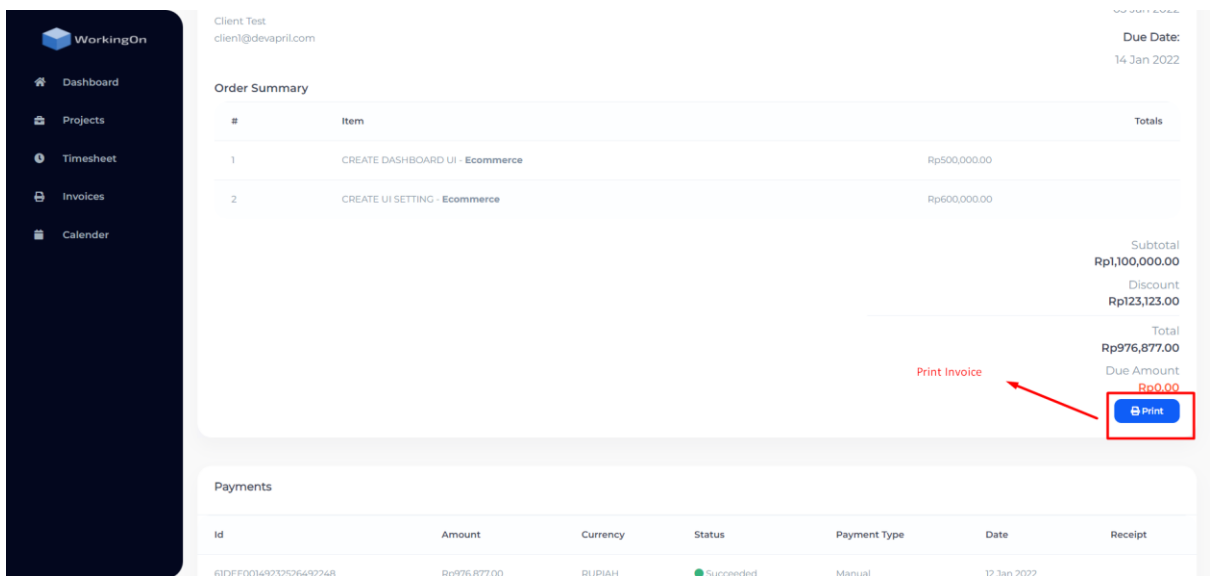 WorkingOn
Dashboard
Projects
Timesheet
Invoices
Calender
03 Jan 2022
Client Test
clien1@devapril.com
Due Date:
14 Jan 2022
Order Summary
# Item Totals
1 CREATE DASHBOARD UI - Ecommerce Rp500,000.00
2 CREATE UI SETTING - Ecommerce Rp600,000.00
Subtotal
Rp1,100,000.00
Discount
Rp123,123.00
Total
Rp976,877.00
Due Amount
Rp0.00
Print Invoice
Print
Payments
Id Amount Currency Status Payment Type Date Receipt
Rp976,877.00 RUPIAH Succeeded Manual 12 Jan 2022